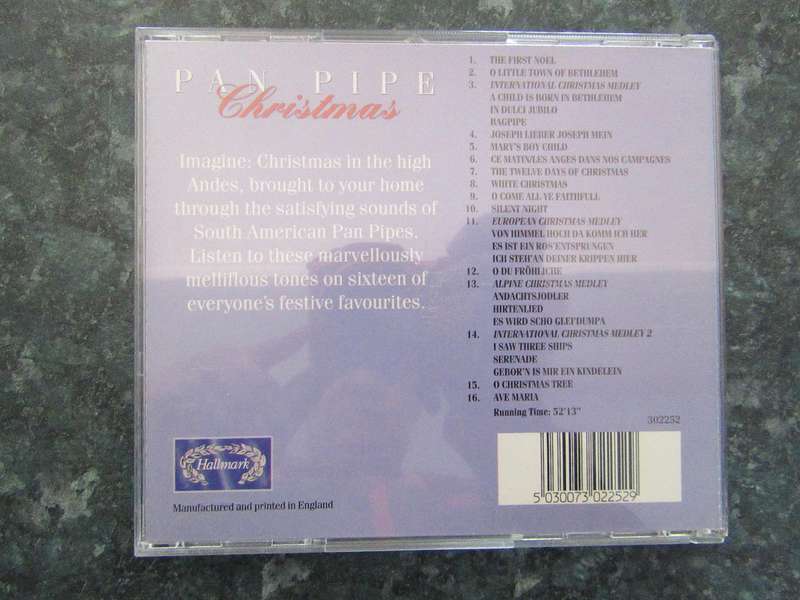 PAN PIPE
Christmas
Imagine: Christmas in the high
Andes, brought to your home
through the satisfying sounds of
South American Pan Pipes.
Listen to these marvellously
mellifious tones on sixteen of
everyone's festive favourites.
Hallmark
Manufactured and printed in England
1. THE FIRST NOEL
2. O LITTLE TOWN OF BETHLEHEM
3. INTERNATIONAL CHRISTMAS MEDLEY
A CHILD IS BORN IN BETHLEHEM
IN DULCI JUBILO
BAGPIPE
4. JOSEPH LIEBER JOSEPH MEIN
5. MARY'S BOY CHILD
6. CE MATIN/LES ANGES DANS NOS CAMPAGNES
7. THE TWELVE DAYS OF CHRISTMAS
8. WHITE CHRISTMAS
9. O COME ALL YE FAITHFULL
10. SILENT NIGHT
11. EUROPEAN CHRISTMAS MEDLEY
VON HIMMEL HOCH DA KOMM ICH HER
ES IST EIN ROS'ENTSPRUNGEN
ICH STEH'AN DEINER KRIPPEN HIER
12. O DU FRÖHLICHE
13. ALPINE CHRISTMAS MEDLEY
ANDACHTSJODLER
HIRTENLIED
ES WIRD SCHO GLEI'DUMPA
14. INTERNATIONAL CHRISTMAS MEDLEY 2
I SAW THREE SHIPS
SERENADE
GEBOR'N IS MIR EIN KINDELEIN
15. O CHRISTMAS TREE
16. AVE MARIA
Running Time: 52'13"
302252
5 030073 022529